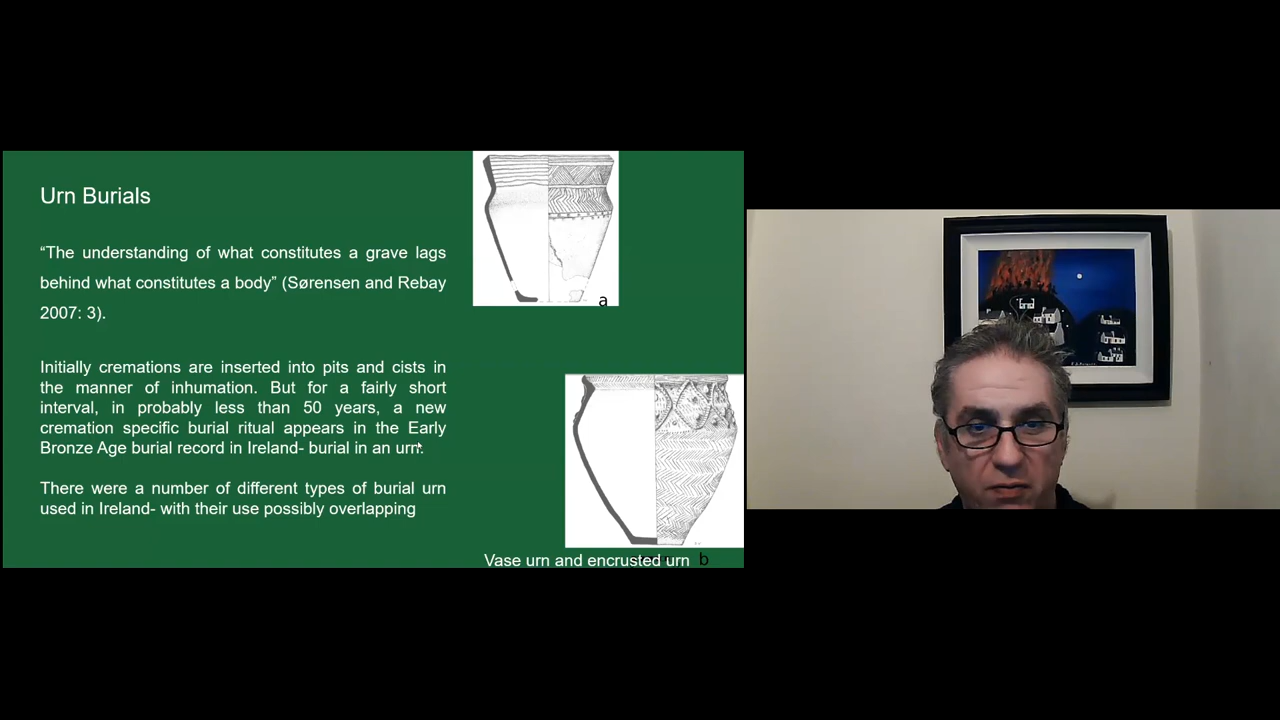 Urn Burials
“The understanding of what constitutes a grave lags
behind what constitutes a body” (Sørensen and Rebay
2007: 3).
Initially cremations are inserted into pits and cists in
the manner of inhumation. But for a fairly short
interval, in probably less than 50 years, a new
cremation specific burial ritual appears in the Early
Bronze Age burial record in Ireland- burial in an urn.
There were a number of different types of burial urn
used in Ireland- with their use possibly overlapping
a
Vase urn and encrusted urn b